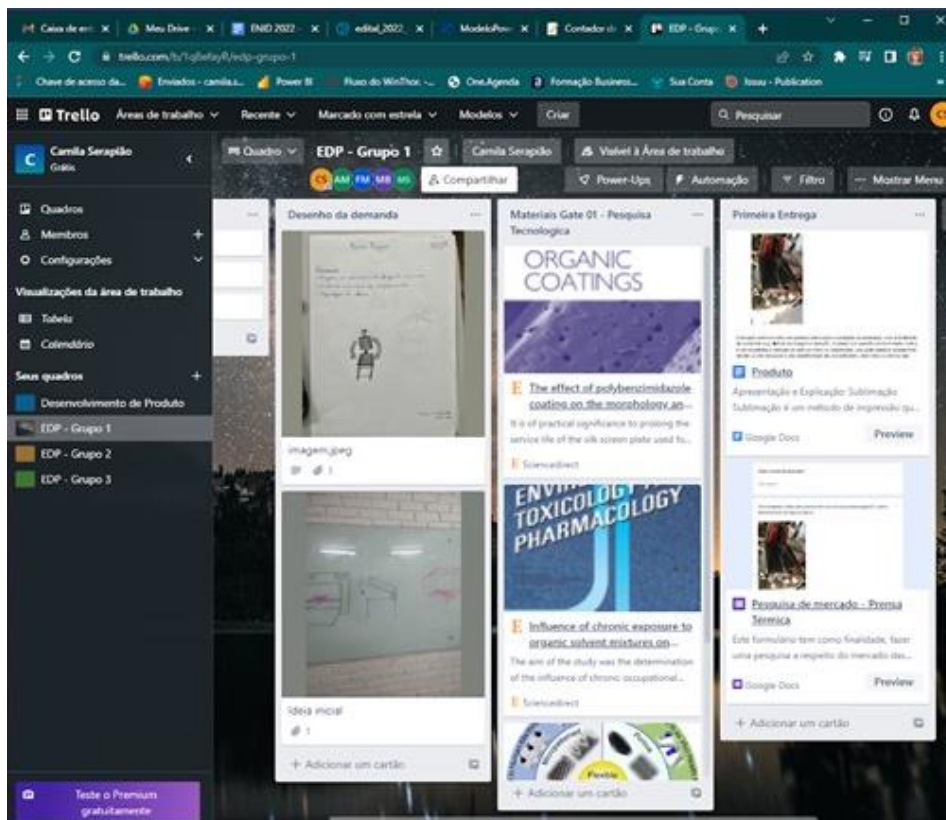 Caixa de en
Meu Drive
ENID 2022 -
edital_2022_
ModeloPow
Contador d
EDP - Grup
trello.com/b/1qBefayR/edp-grupo-1
Chave de acesso da...
Enviados - camila.s...
Power BI
Fluxo do WinThor. -...
One.Agenda
Formação Business...
Sua Conta
Issuu - Publication
Trello
Áreas de trabalho
Recente
Marcado com estrela
Modelos
Criar
Pesquisar
CS
C
Camila Serapião
Grátis
Quadro
EDP - Grupo 1
Camila Serapião
Visível à Área de trabalho
CS AM FM MB MS
Compartilhar
Power-Ups
Automação
Filtro
Mostrar Menu
Quadros
Membros
Configurações
Visualizações da área de trabalho
Tabela
Calendário
Seus quadros
Desenvolvimento de Produto
EDP - Grupo 1
EDP - Grupo 2
EDP - Grupo 3
Teste o Premium
gratuitamente
Desenho da demanda
imagem.jpeg
1
Ideia inicial
1
+ Adicionar um cartão
Materiais Gate 01 - Pesquisa
Tecnologica
ORGANIC
COATINGS
The effect of polybenzimidazole
coating on the morphology an...
It is of practical significance to prolong the
service life of the silk screen plate used fo...
Sciencedirect
TOXICOLOGY
PHARMACOLOGY
Influence of chronic exposure to
organic solvent mixtures on...
The aim of the study was the determination
of the influence of chronic occupational...
Sciencedirect
Flexible
+ Adicionar um cartão
Primeira Entrega
Produto
Apresentação e Explicação: Sublimação
Sublimação é um método de impressão qu...
Google Docs
Preview
Pesquisa de mercado - Prensa
Térmica
Este formulário tem como finalidade, fazer
uma pesquisa a respeito do mercado das...
Google Docs
Preview
+ Adicionar um cartão